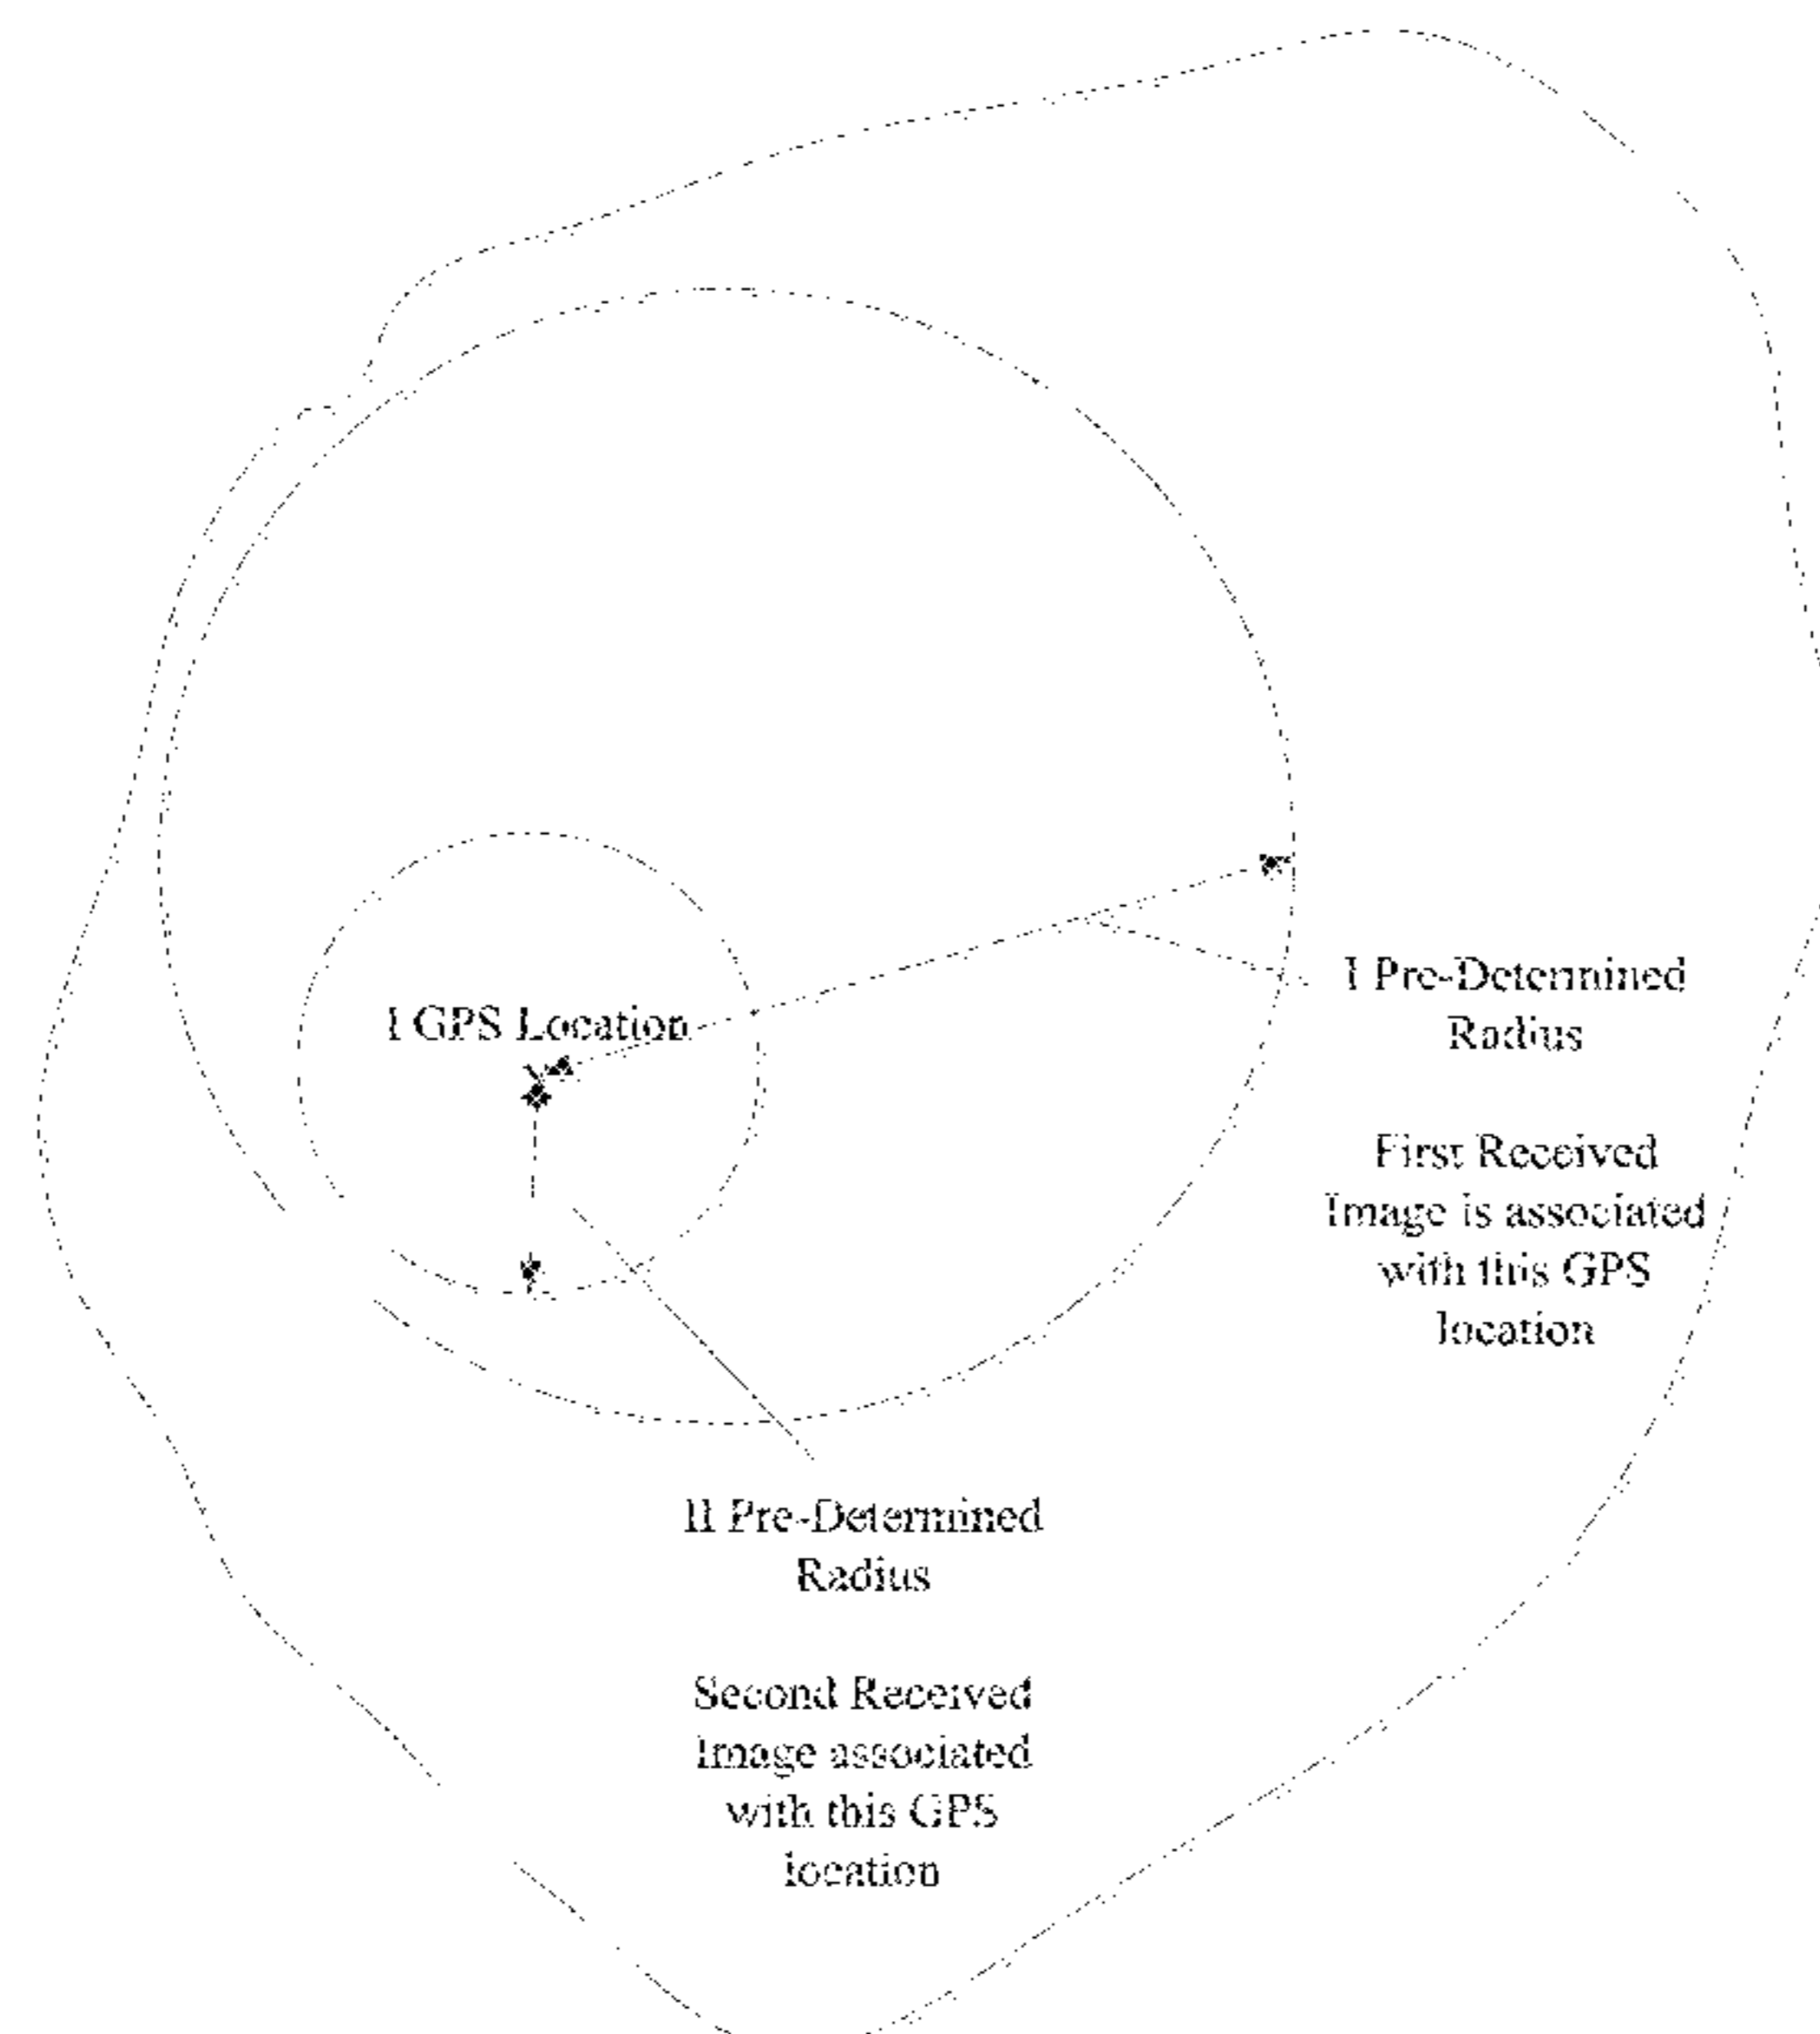 I GPS Location
I Pre-Determined
Radius
First Received
Image is associated
with this GPS
location
II Pre-Determined
Radius
Second Received
Image associated
with this GPS
location